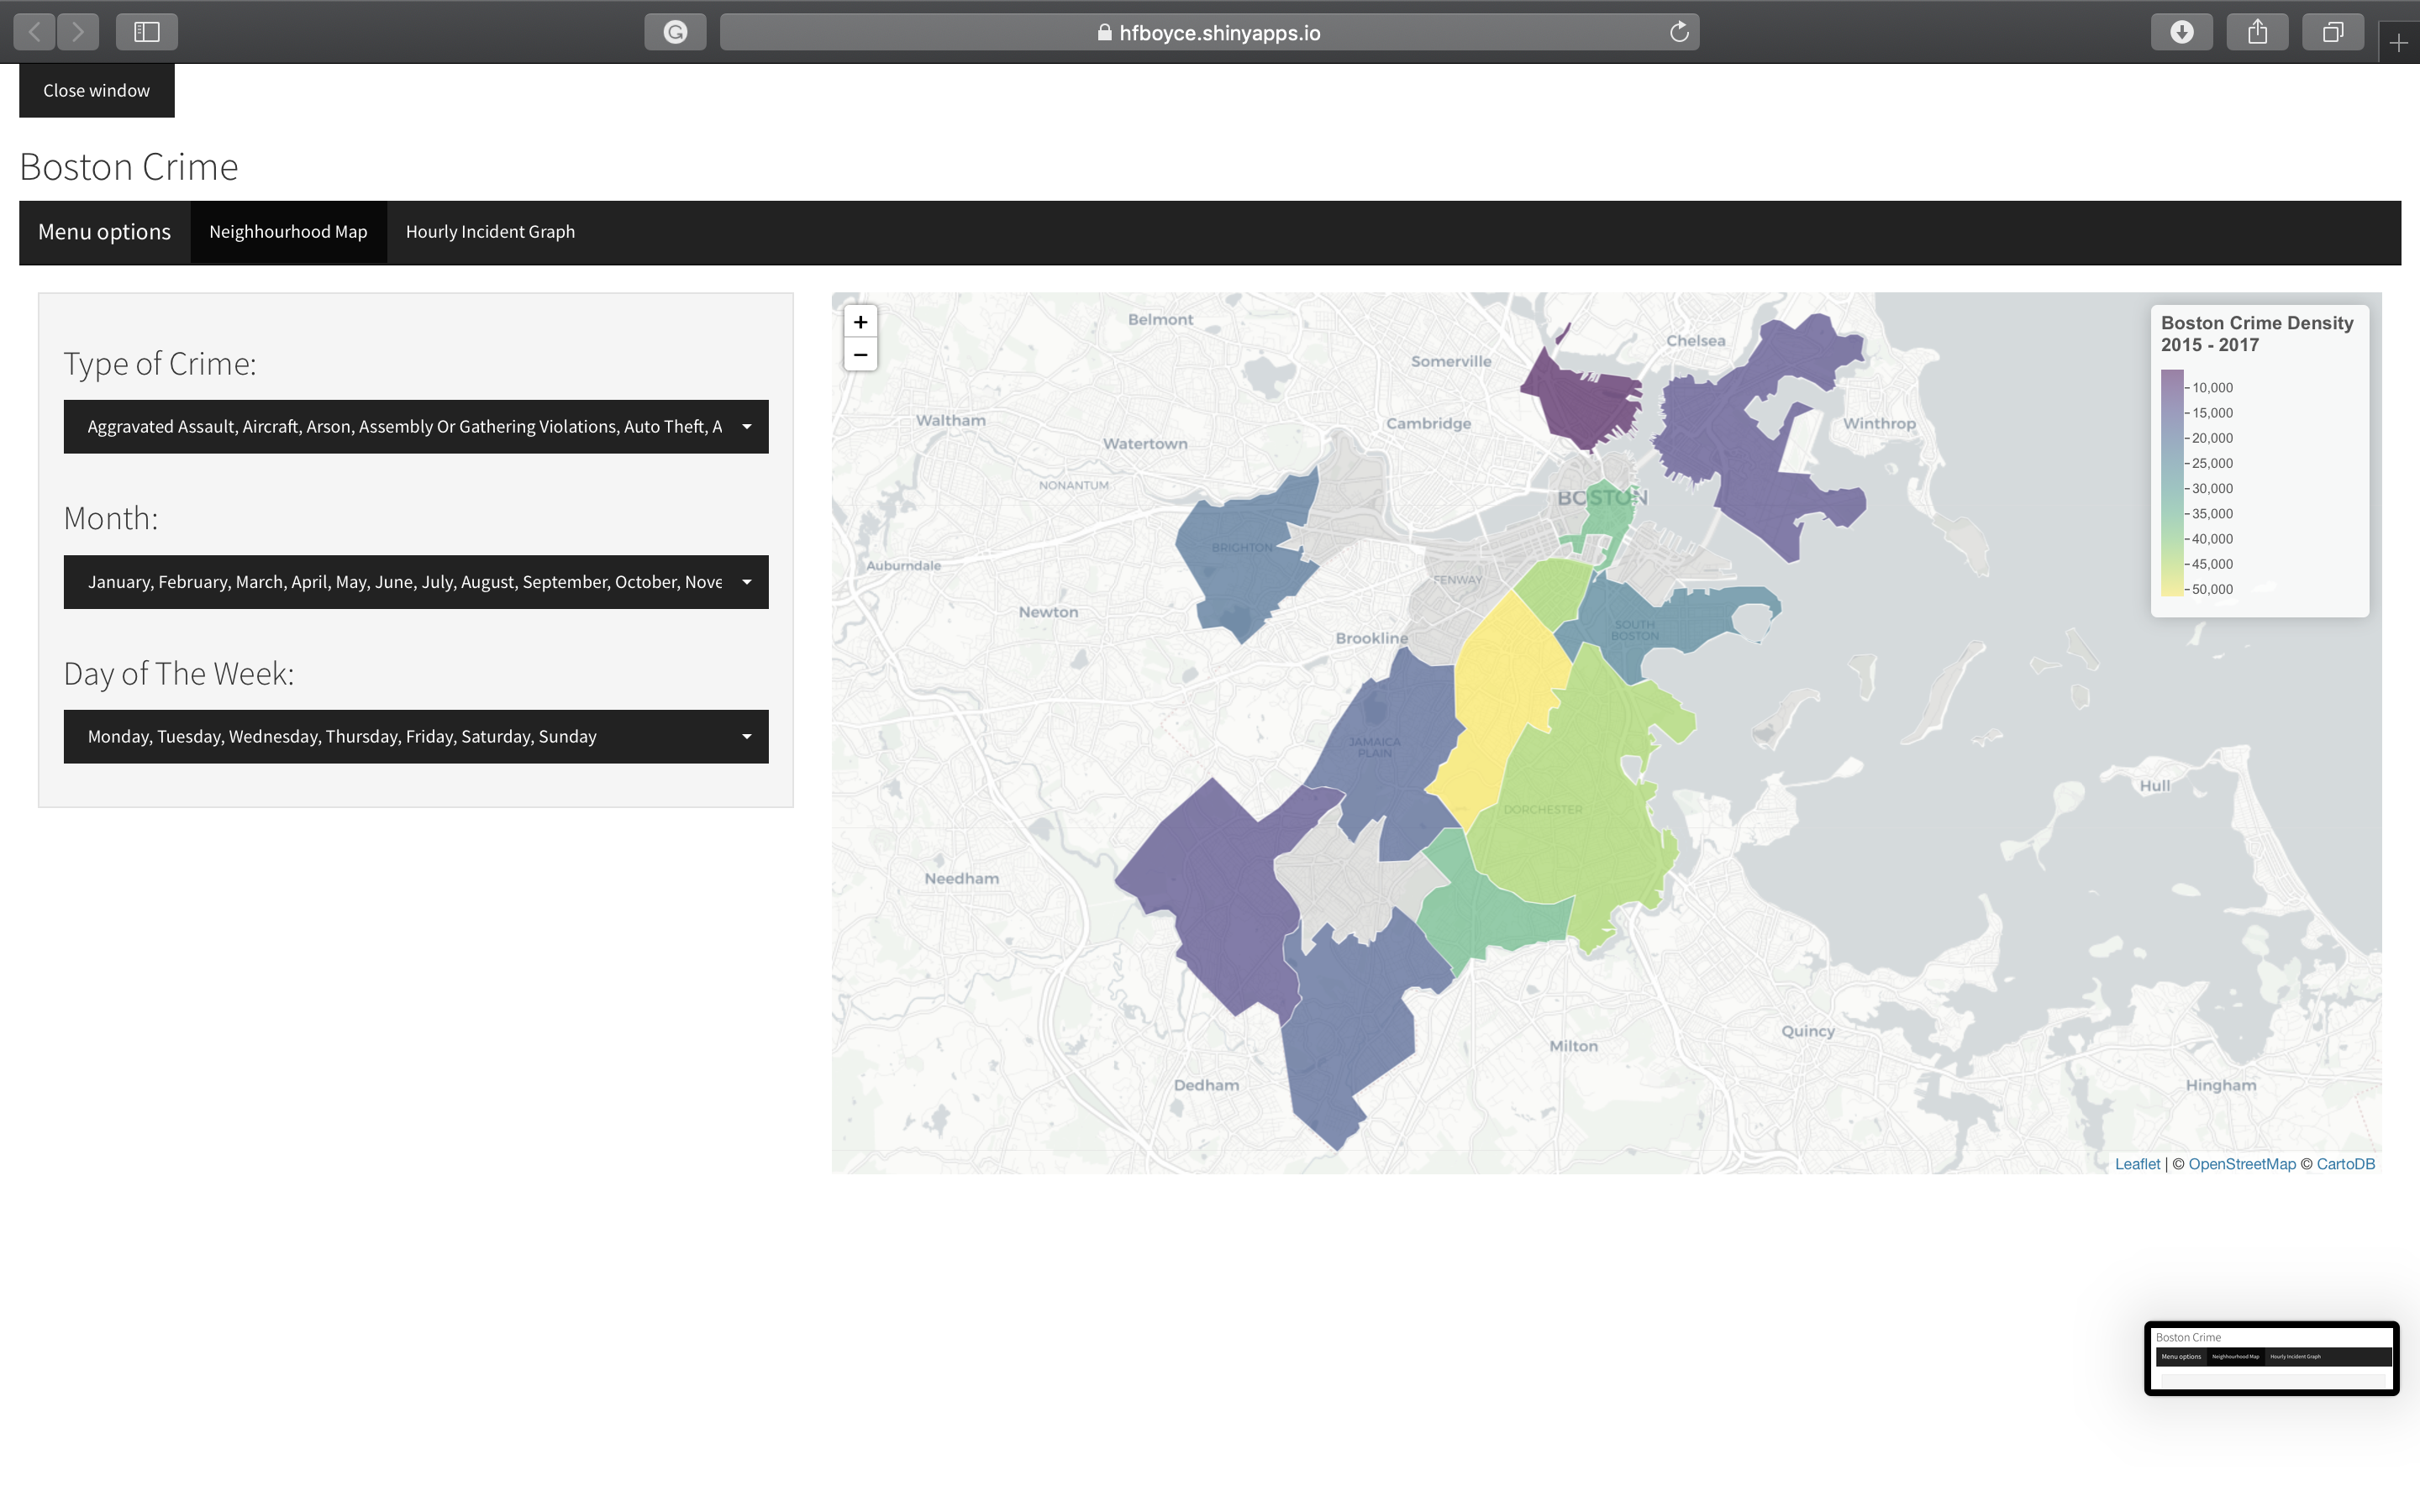 hfboyce.shinyapps.io
Close window
Boston Crime
Menu options
Neighhourhood Map
Hourly Incident Graph
Type of Crime:
Aggravated Assault, Aircraft, Arson, Assembly Or Gathering Violations, Auto Theft, A
Month:
January, February, March, April, May, June, July, August, September, October, Nove
Day of The Week:
Monday, Tuesday, Wednesday, Thursday, Friday, Saturday, Sunday
+
−
Boston Crime Density
2015 - 2017
10,000
15,000
20,000
25,000
30,000
35,000
40,000
45,000
50,000
Belmont
Chelsea
Somerville
Waltham
Cambridge
Winthrop
Watertown
NONANTUM
BOSTON
BRIGHTON
Auburndale
FENWAY
Newton
SOUTH
BOSTON
Brookline
JAMAICA
PLAIN
Hull
DORCHESTER
Needham
Quincy
Milton
Dedham
Hingham
Leaflet | © OpenStreetMap © CartoDB
Boston Crime
Menu options
Neighhourhood Map
Hourly Incident Graph